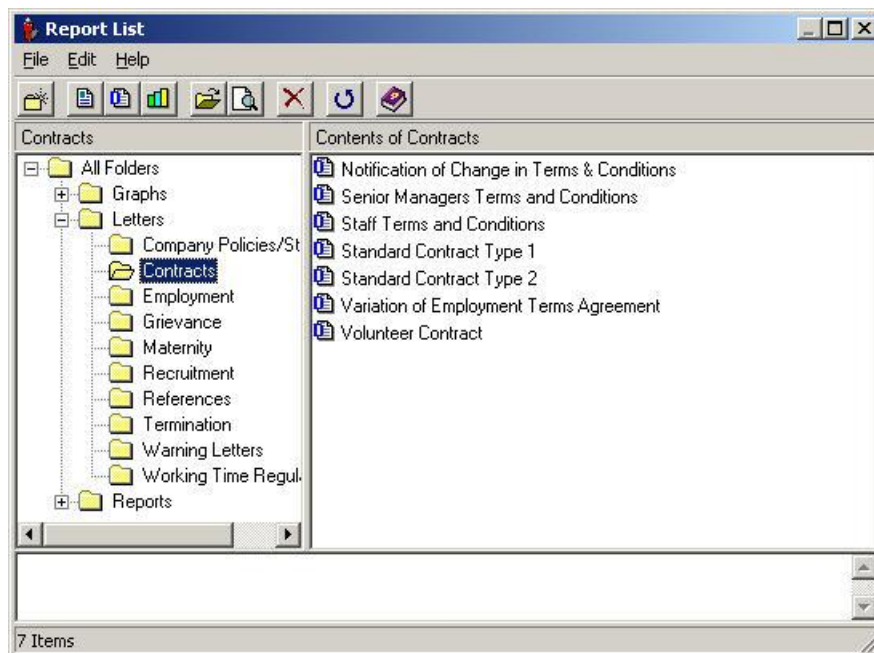 Report List
File Edit Help
Contracts
Contents of Contracts
All Folders
Graphs
Letters
Company Policies/St
Contracts
Employment
Grievance
Maternity
Recruitment
References
Termination
Warning Letters
Working Time Regul
Reports
Notification of Change in Terms & Conditions
Senior Managers Terms and Conditions
Staff Terms and Conditions
Standard Contract Type 1
Standard Contract Type 2
Variation of Employment Terms Agreement
Volunteer Contract
7 Items